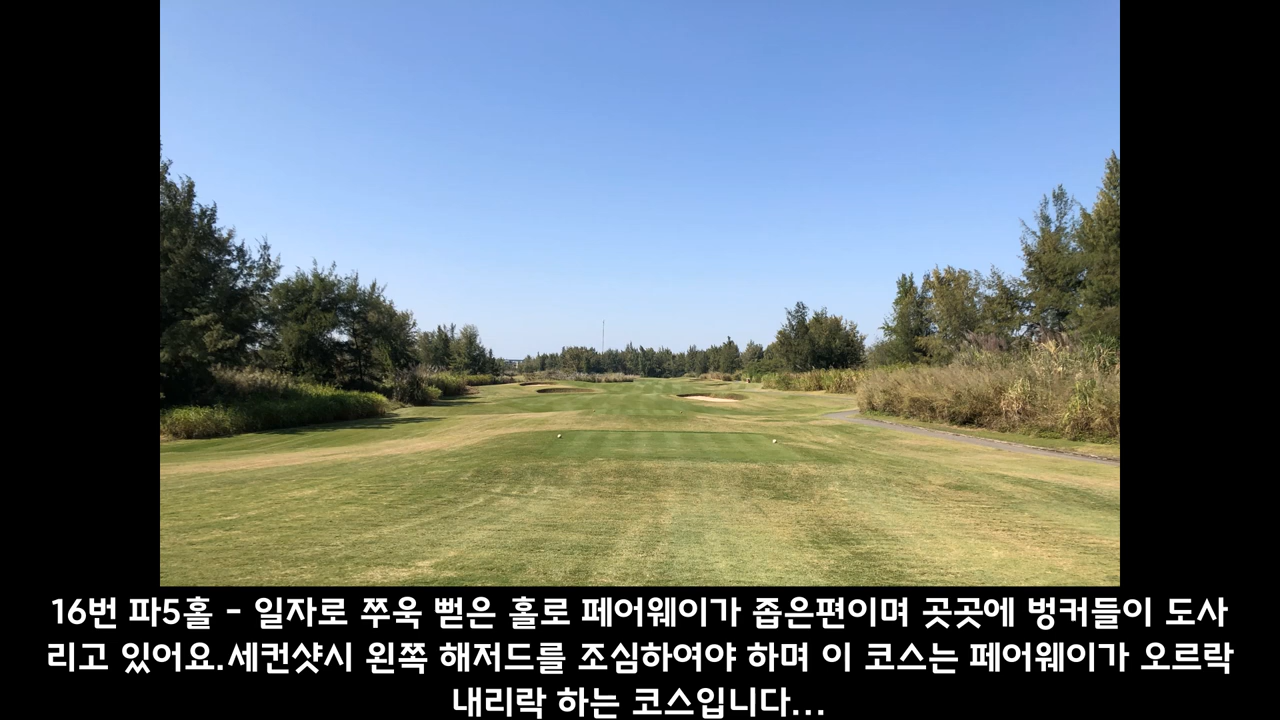 16번 파5홀 - 일자로 쭈욱 뻗은 홀로 페어웨이가 좁은편이며 곳곳에 벙커들이 도사
리고 있어요.세컨샷시 왼쪽 해저드를 조심하여야 하며 이 코스는 페어웨이가 오르락
내리락 하는 코스입니다...